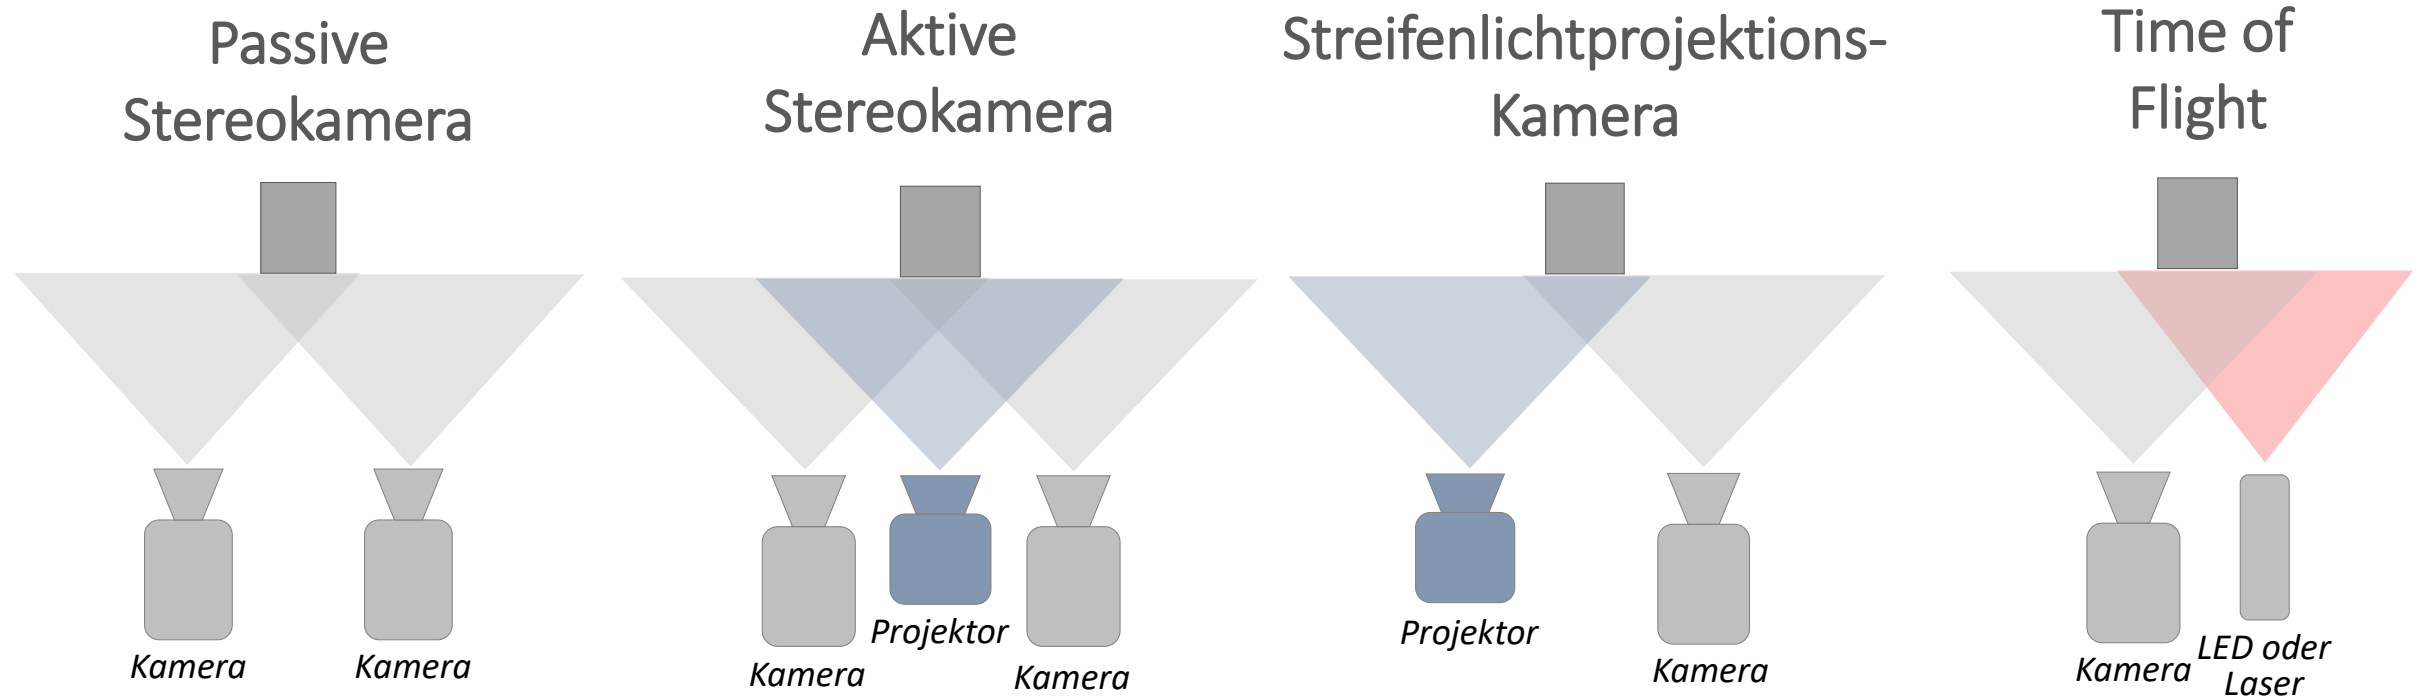 Passive
Stereokamera
Aktive
Stereokamera
Streifenlichtprojektions-
Kamera
Time of
Flight
Kamera
Kamera
Kamera
Projektor
Kamera
Projektor
Kamera
Kamera
LED oder
Laser